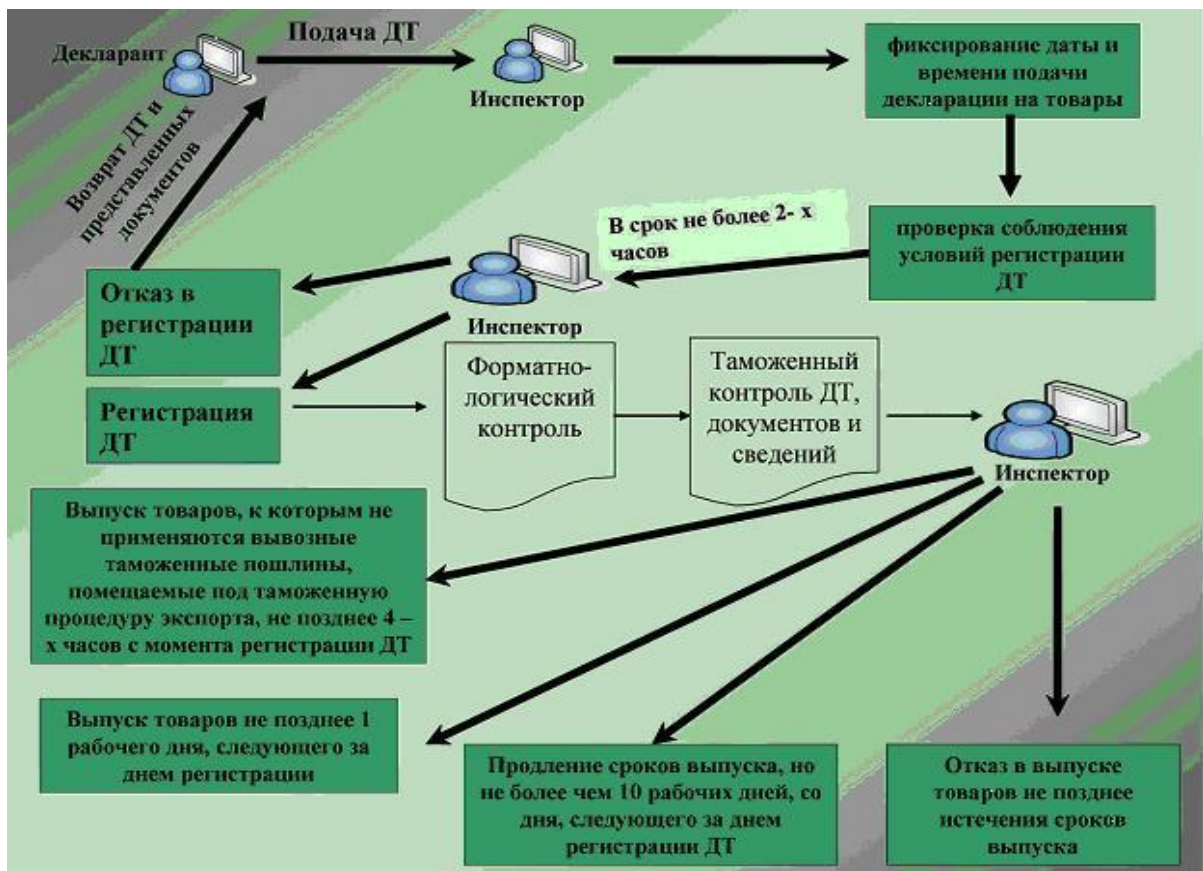 Декларант
Подача ДТ
Инспектор
фиксирование даты и
времени подачи
декларации на товары
Возврат ДТ и
представленных
документов
В срок не более 2- х
часов
проверка соблюдения
условий регистрации
ДТ
Отказ в
регистрации
ДТ
Инспектор
Регистрация
ДТ
Форматно-
логический
контроль
Таможенный
контроль ДТ,
документов и
сведений
Инспектор
Выпуск товаров, к которым не
применяются вывозные
таможенные пошлины,
помещаемые под таможенную
процедуру экспорта, не позднее 4 –
х часов с момента регистрации ДТ
Выпуск товаров не позднее 1
рабочего дня, следующего за
днем регистрации
Продление сроков выпуска, но
не более чем 10 рабочих дней, со
дня, следующего за днем
регистрации ДТ
Отказ в выпуске
товаров не позднее
истечения сроков
выпуска